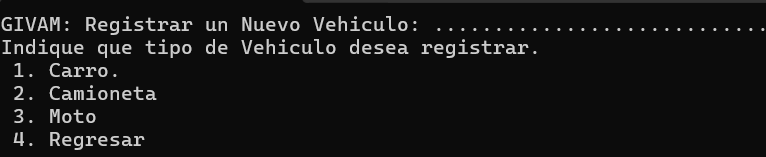 GIVAM: Registrar un Nuevo Vehiculo: ............................
Indique que tipo de Vehiculo desea registrar.
1. Carro.
2. Camioneta
3. Moto
4. Regresar